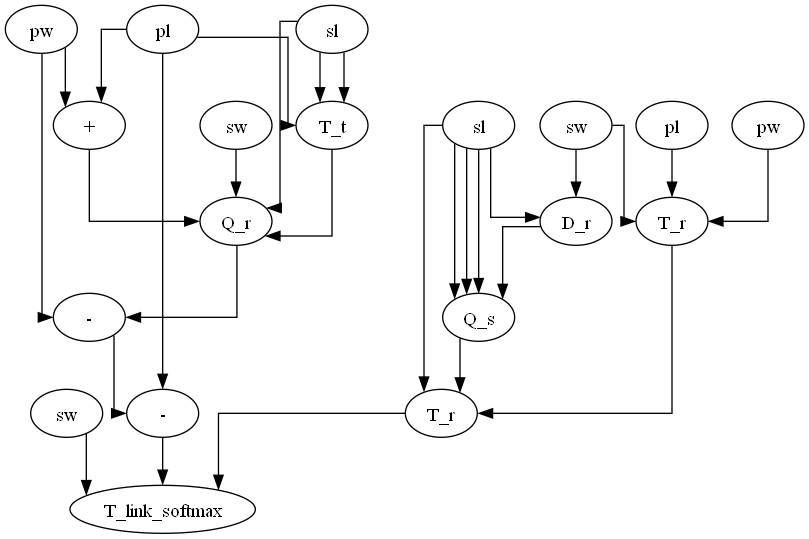 pw
pl
sl
+
sw
T_t
sl
sw
pl
pw
Q_r
D_r
T_r
-
Q_s
sw
-
T_r
T_link_softmax